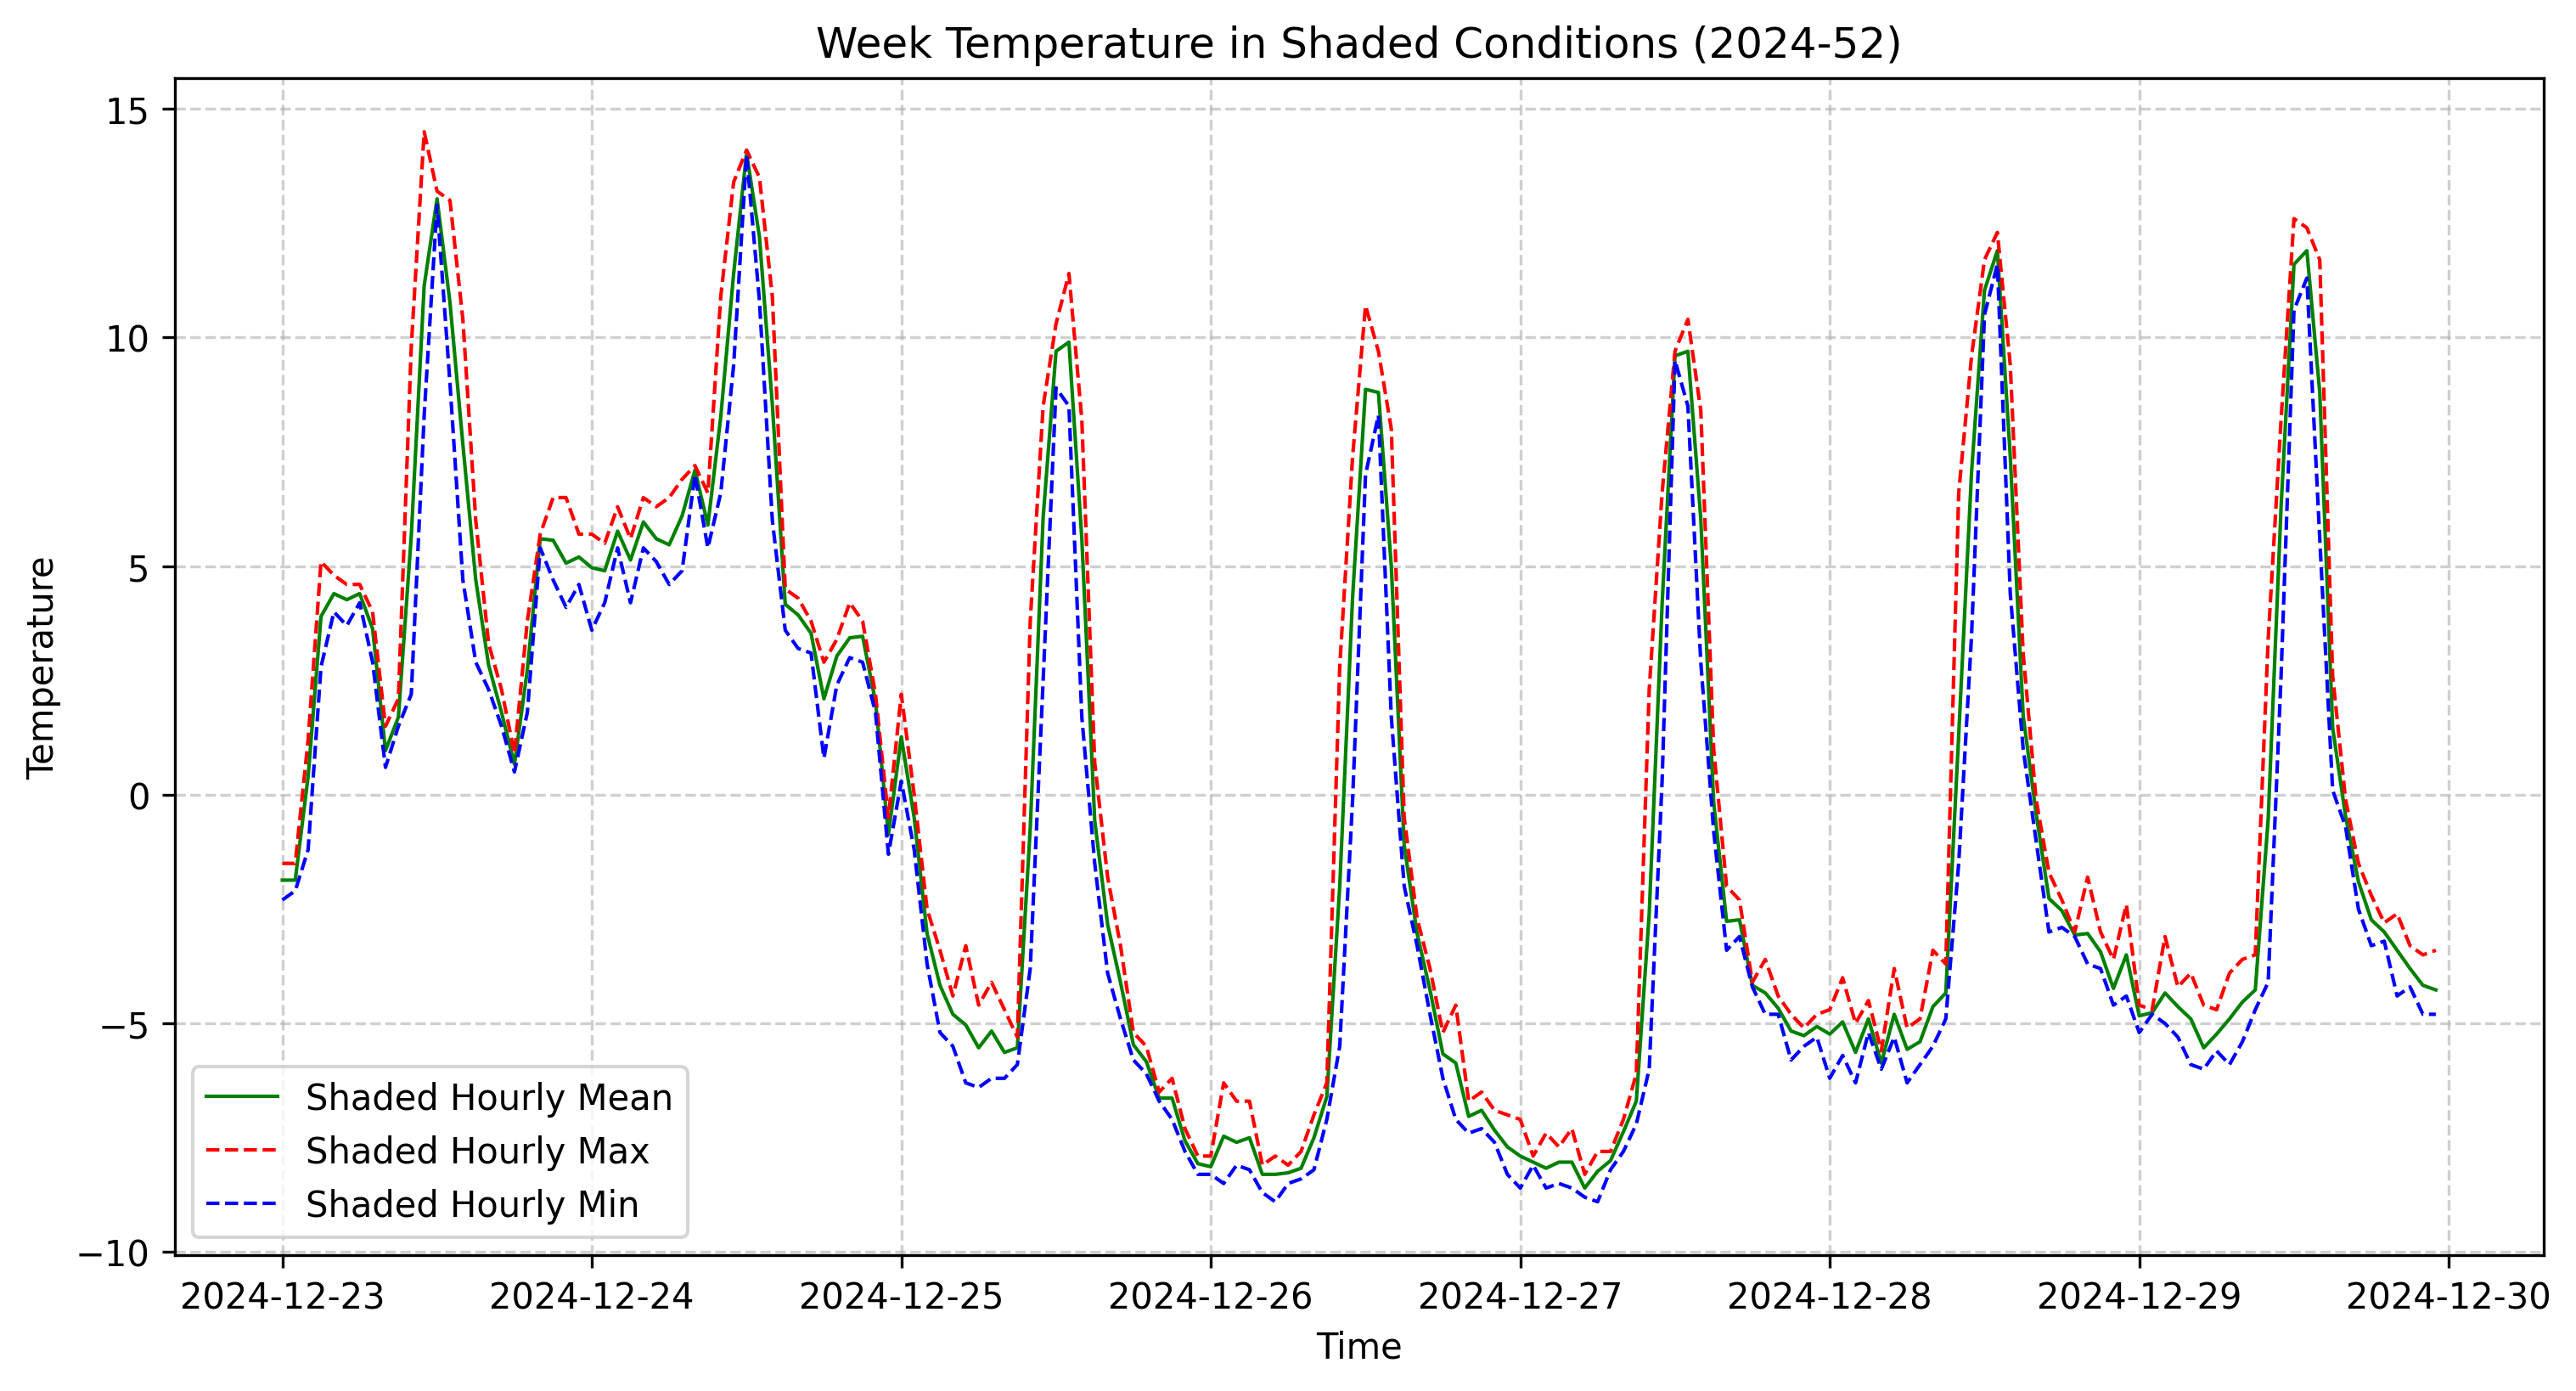 Week Temperature in Shaded Conditions (2024-52)
15
10
5
0
−5
−10
Temperature
Shaded Hourly Mean
Shaded Hourly Max
Shaded Hourly Min
2024-12-23 2024-12-24 2024-12-25 2024-12-26 2024-12-27 2024-12-28 2024-12-29 2024-12-30
Time